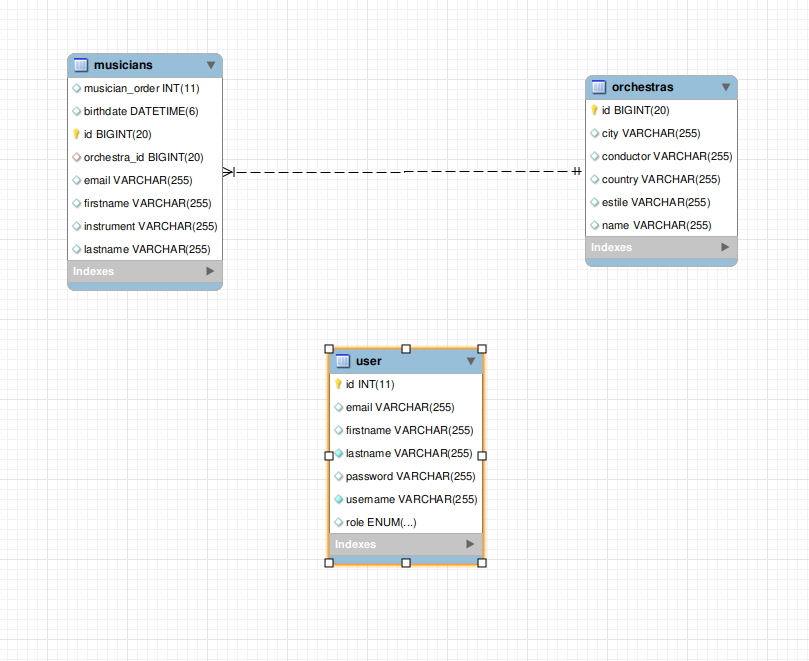 musicians
musician_order INT(11)
birthdate DATETIME(6)
id BIGINT(20)
orchestra_id BIGINT(20)
email VARCHAR(255)
firstname VARCHAR(255)
instrument VARCHAR(255)
lastname VARCHAR(255)
Indexes
orchestras
id BIGINT(20)
city VARCHAR(255)
conductor VARCHAR(255)
country VARCHAR(255)
estile VARCHAR(255)
name VARCHAR(255)
Indexes
user
id INT(11)
email VARCHAR(255)
firstname VARCHAR(255)
lastname VARCHAR(255)
password VARCHAR(255)
username VARCHAR(255)
role ENUM(...)
Indexes